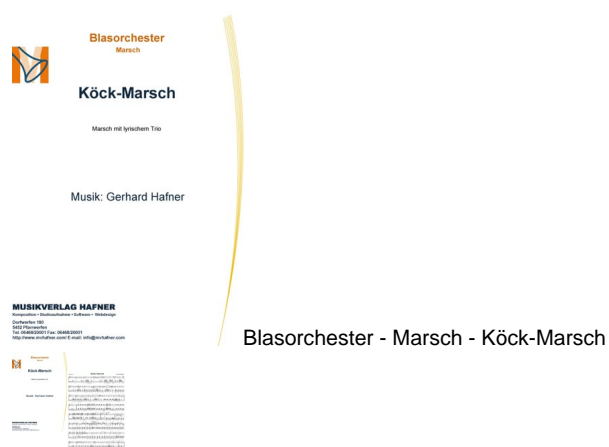 Blasorchester
Marsch
Köck-Marsch
Marsch mit lyrischem Trio
Musik: Gerhard Hafner
MUSIKVERLAG HAFNER
Komposition • Studioaufnahme • Software • Webdesign
Dorfwerfen 190
5452 Pfarrwerfen
Tel. 06468/20001 Fax: 06468/20001
http://www.mvhafner.com/ E-mail: info@mvhafner.com
Blasorchester - Marsch - Köck-Marsch
Blasorchester
Köck-Marsch
MUSIKVERLAG HAFNER